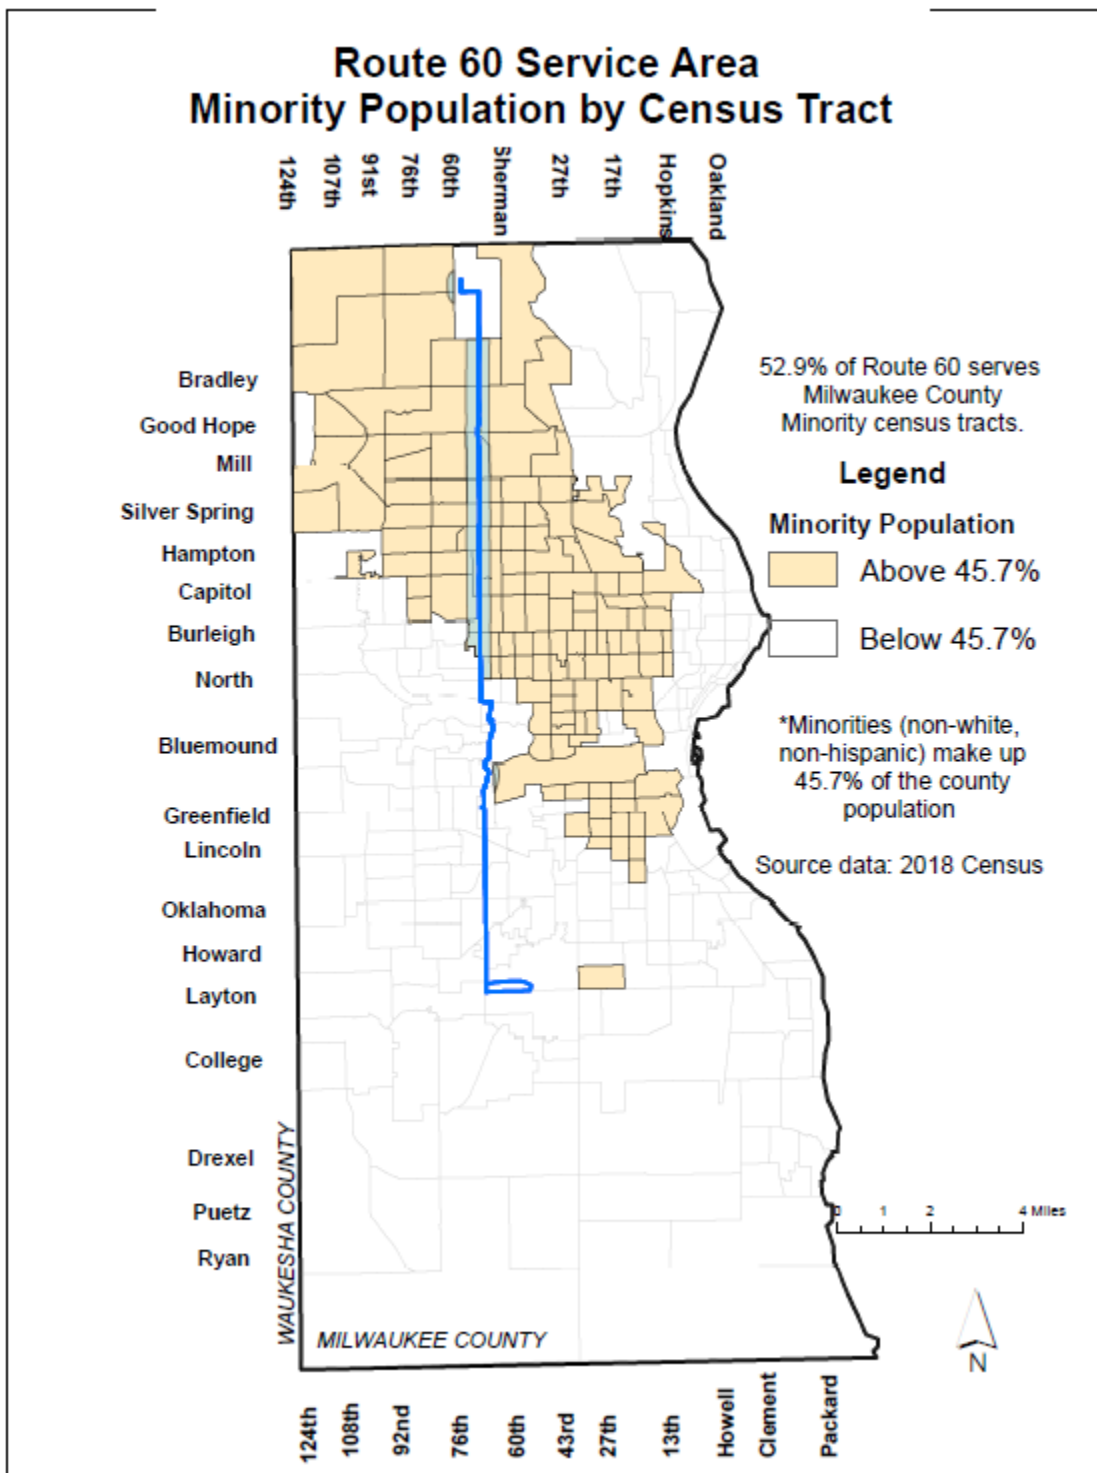 Route 60 Service Area
Minority Population by Census Tract
124th
107th
91st
76th
60th
Sherman
27th
17th
Hopkins
Oakland
Bradley
Good Hope
Mill
Silver Spring
Hampton
Capitol
Burleigh
North
Bluemound
Greenfield
Lincoln
Oklahoma
Howard
Layton
College
Drexel
Puetz
Ryan
52.9% of Route 60 serves
Milwaukee County
Minority census tracts.
Legend
Minority Population
Above 45.7%
Below 45.7%
*Minorities (non-white,
non-hispanic) make up
45.7% of the county
population
Source data: 2018 Census
0 1 2 4 Miles
N
WAUKESHA COUNTY
MILWAUKEE COUNTY
124th
108th
92nd
76th
60th
43rd
27th
13th
Howell
Clement
Packard